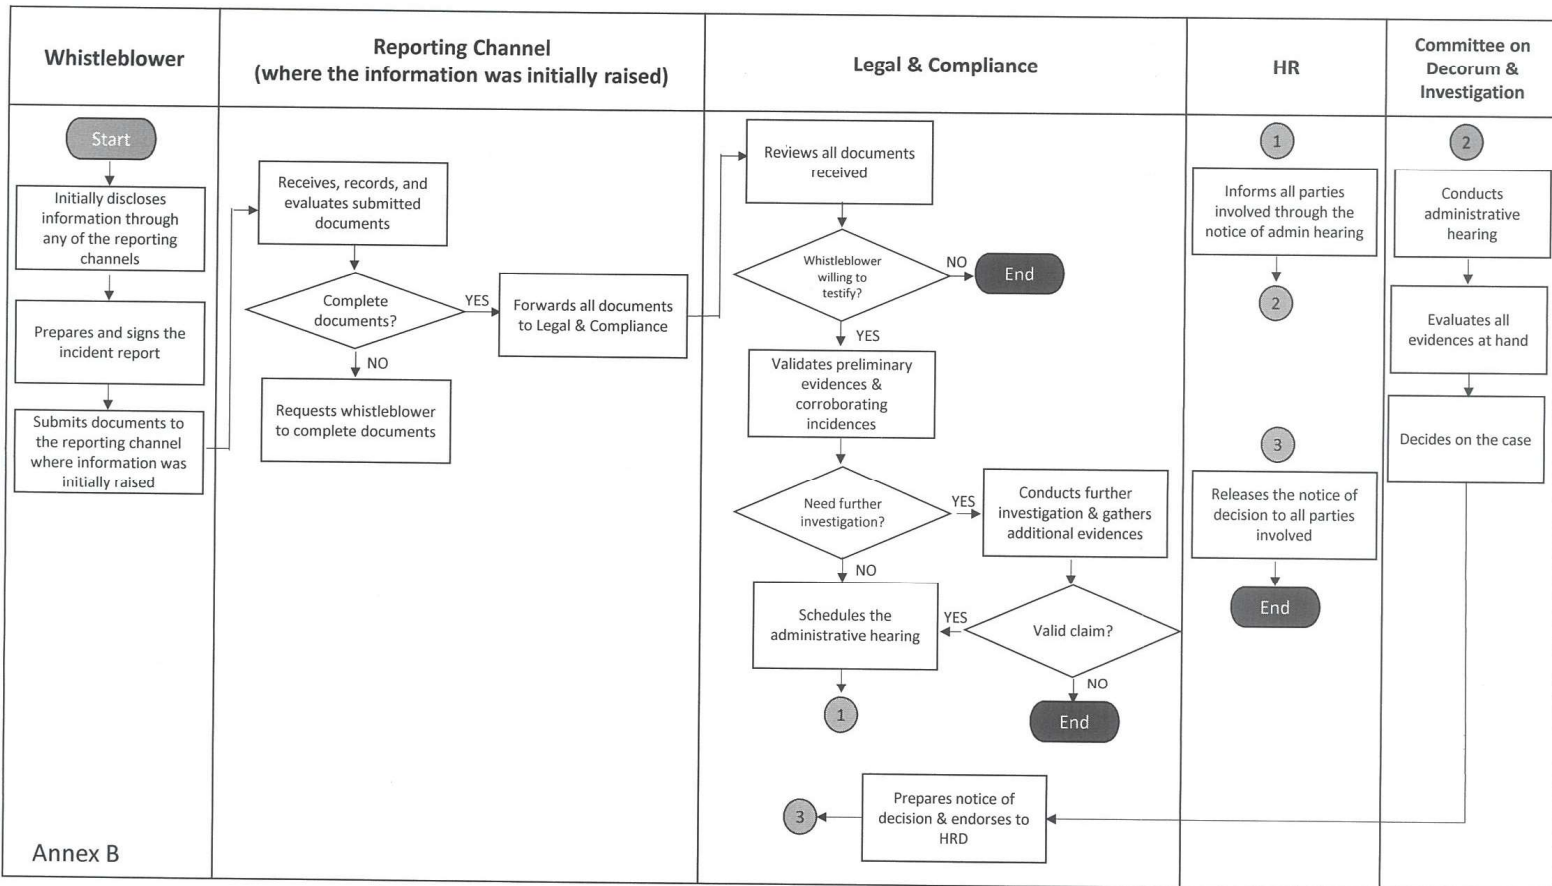 Whistleblower
Reporting Channel
(where the information was initially raised)
Legal & Compliance
HR
Committee on
Decorum &
Investigation
Start
Initially discloses
information through
any of the reporting
channels
Prepares and signs the
incident report
Submits documents to
the reporting channel
where information was
initially raised
Receives, records, and
evaluates submitted
documents
Complete
documents?
YES
NO
Requests whistleblower
to complete documents
Forwards all documents
to Legal & Compliance
Reviews all documents
received
Whistleblower
willing to
testify?
NO
End
YES
Validates preliminary
evidences &
corroborating
incidences
Need further
investigation?
YES
Conducts further
investigation & gathers
additional evidences
NO
Schedules the
administrative hearing
YES
Valid claim?
NO
End
1
Prepares notice of
decision & endorses to
HRD
3
1
Informs all parties
involved through the
notice of admin hearing
2
3
Releases the notice of
decision to all parties
involved
End
2
Conducts
administrative
hearing
Evaluates all
evidences at hand
Decides on the case
Annex B